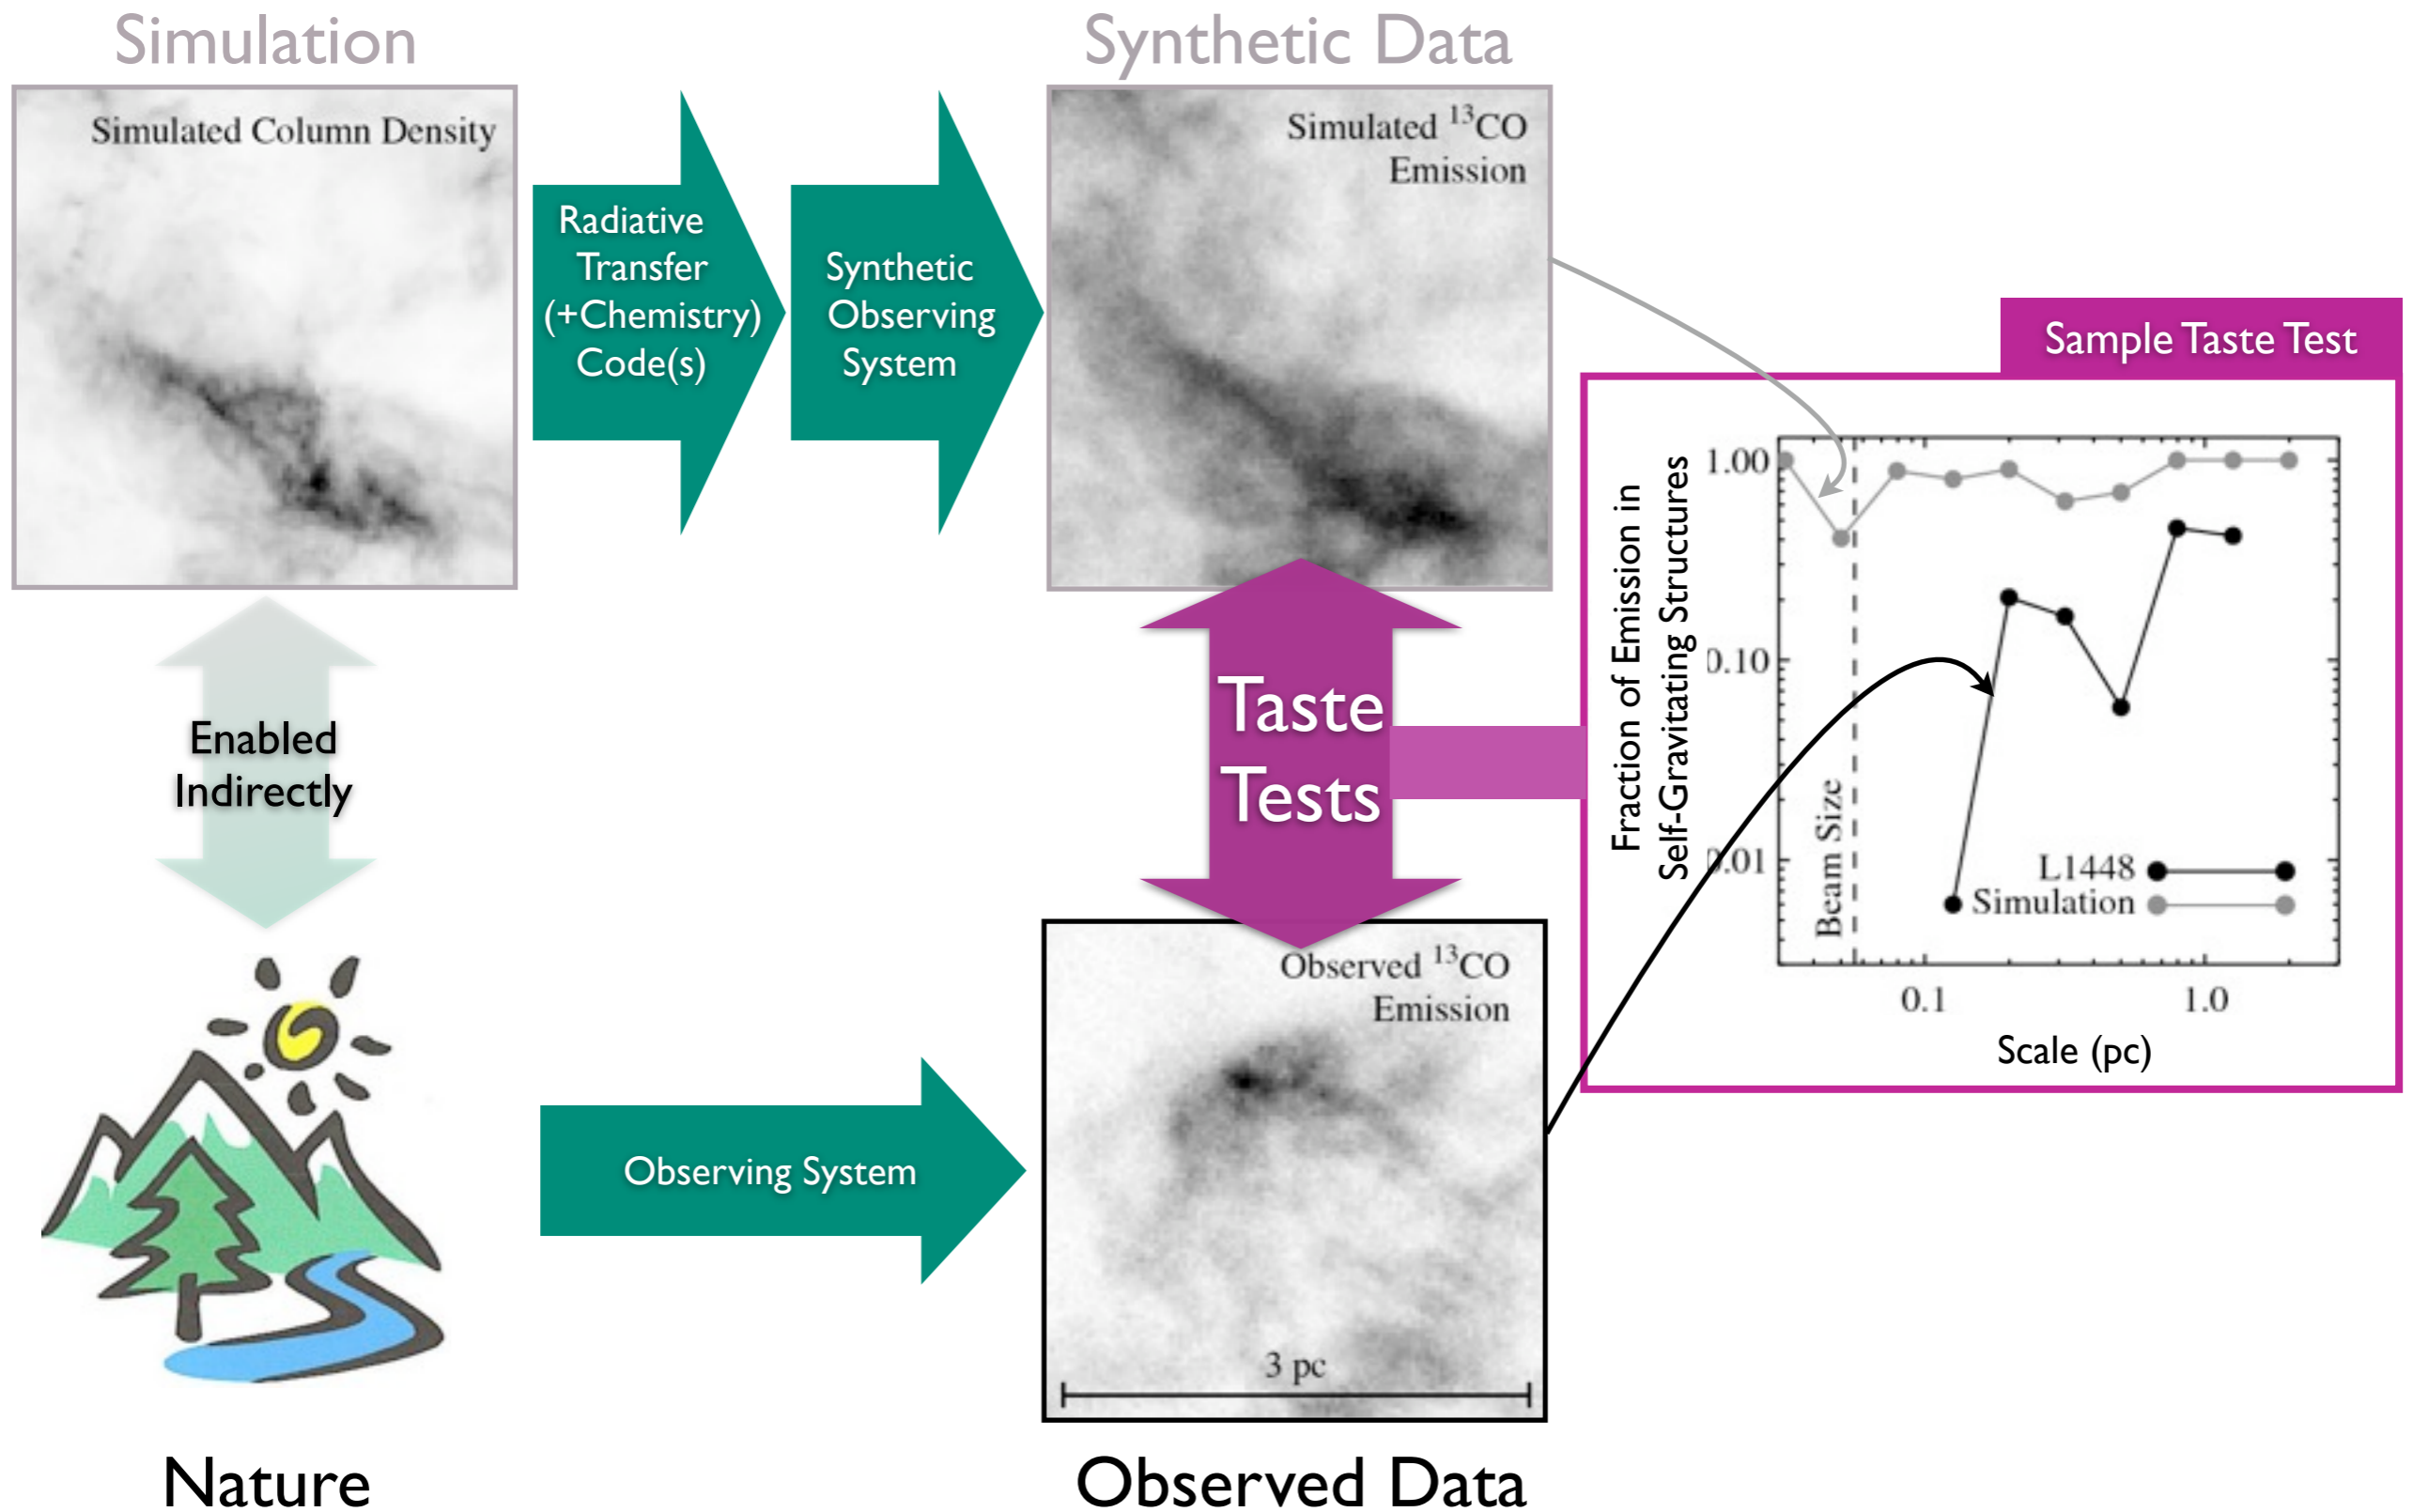 Simulation
Synthetic Data
Simulated Column Density
Radiative
Transfer
(+Chemistry)
Code(s)
Synthetic
Observing
System
Simulated ¹³CO
Emission
Sample Taste Test
Fraction of Emission in
Self-Gravitating Structures
1.00
0.10
0.01
Beam Size
L1448
Simulation
0.1
1.0
Scale (pc)
Enabled
Indirectly
Taste
Tests
Observing System
Observed ¹³CO
Emission
3 pc
Nature
Observed Data